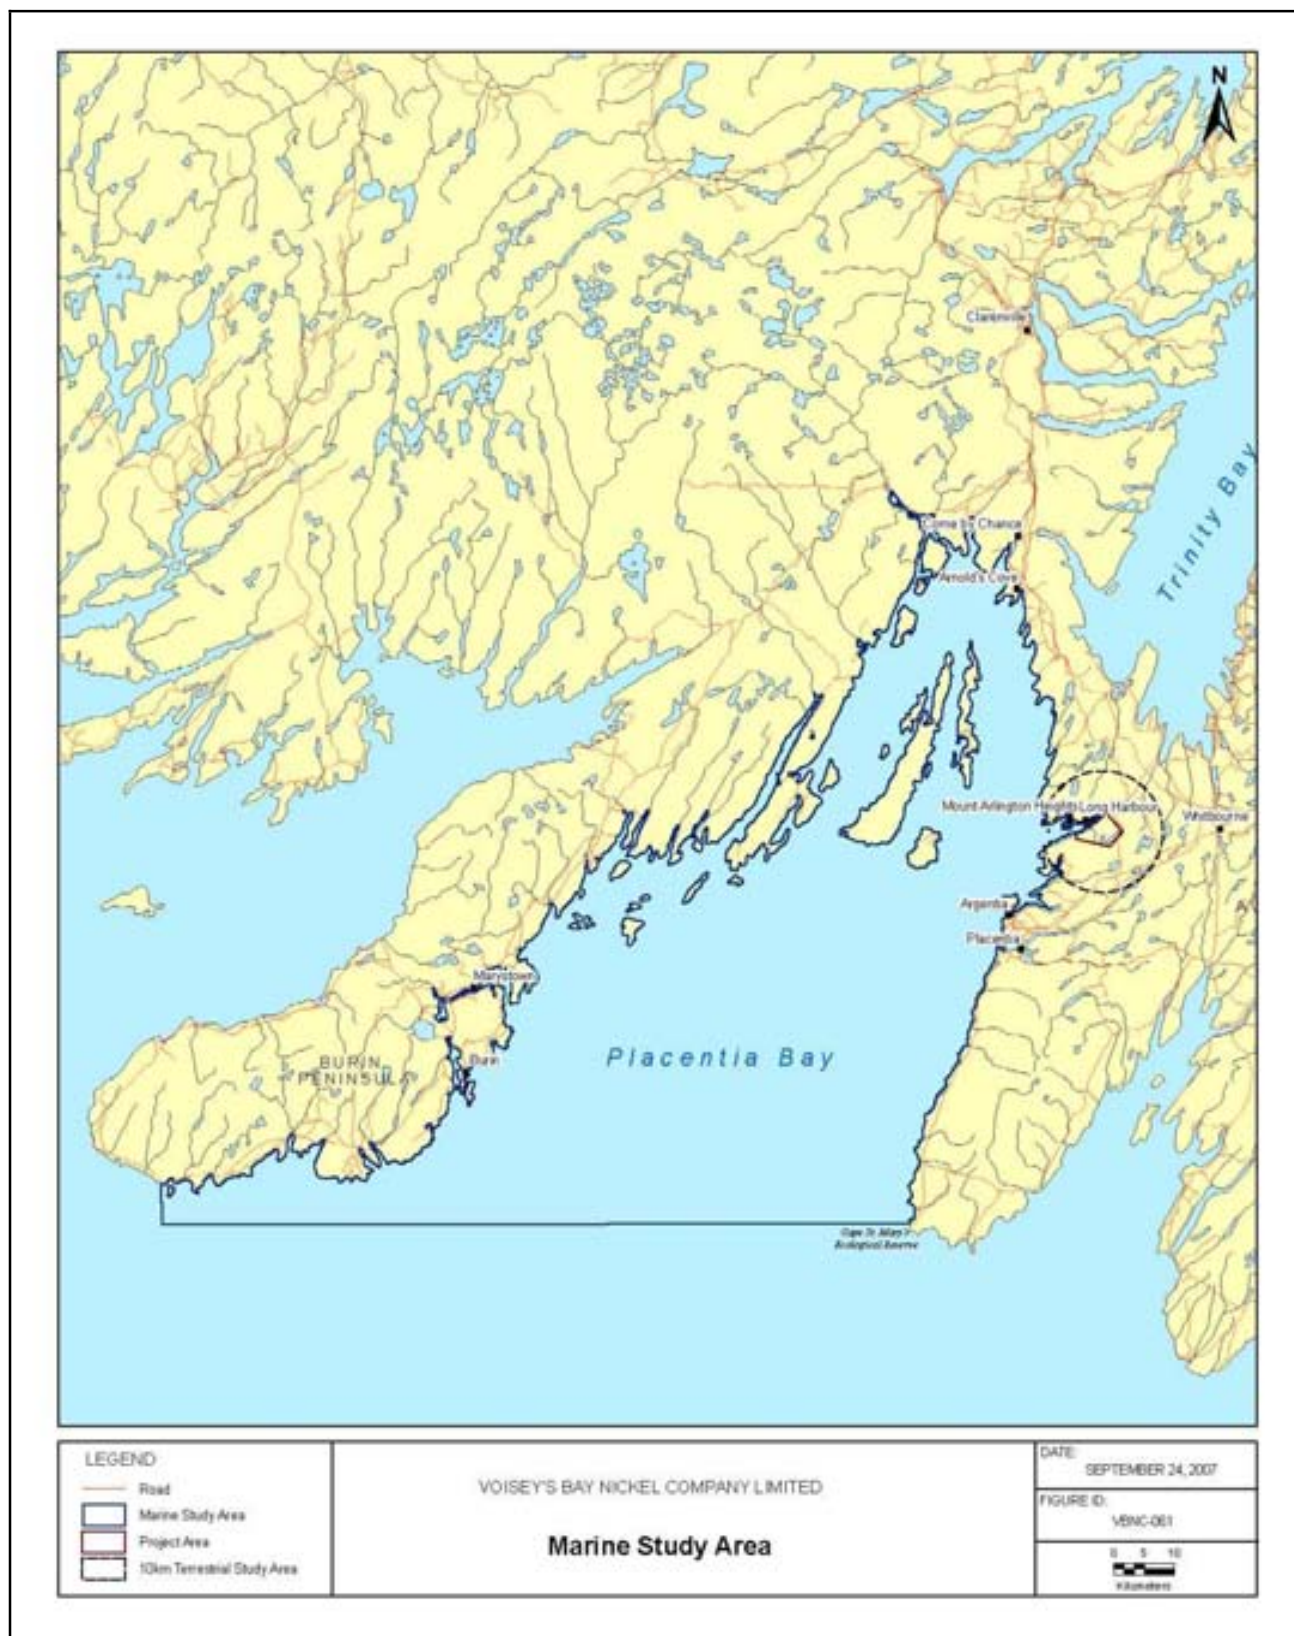 N
Clarenville
Trinity Bay
Come by Chance
Arnold's Cove
Mount Arlington Heights
Long Harbour
Whitbourne
Argentia
A
Placentia
Marystown
Placentia Bay
BURIN
PENINSULA
Burin
Cape St. Mary's
Ecological Reserve
LEGEND
Road
Marine Study Area
Project Area
10km Terrestrial Study Area
VOISEY'S BAY NICKEL COMPANY LIMITED
Marine Study Area
DATE:
SEPTEMBER 24, 2007
FIGURE ID:
VBNC-061
0 5 10
Kilometers